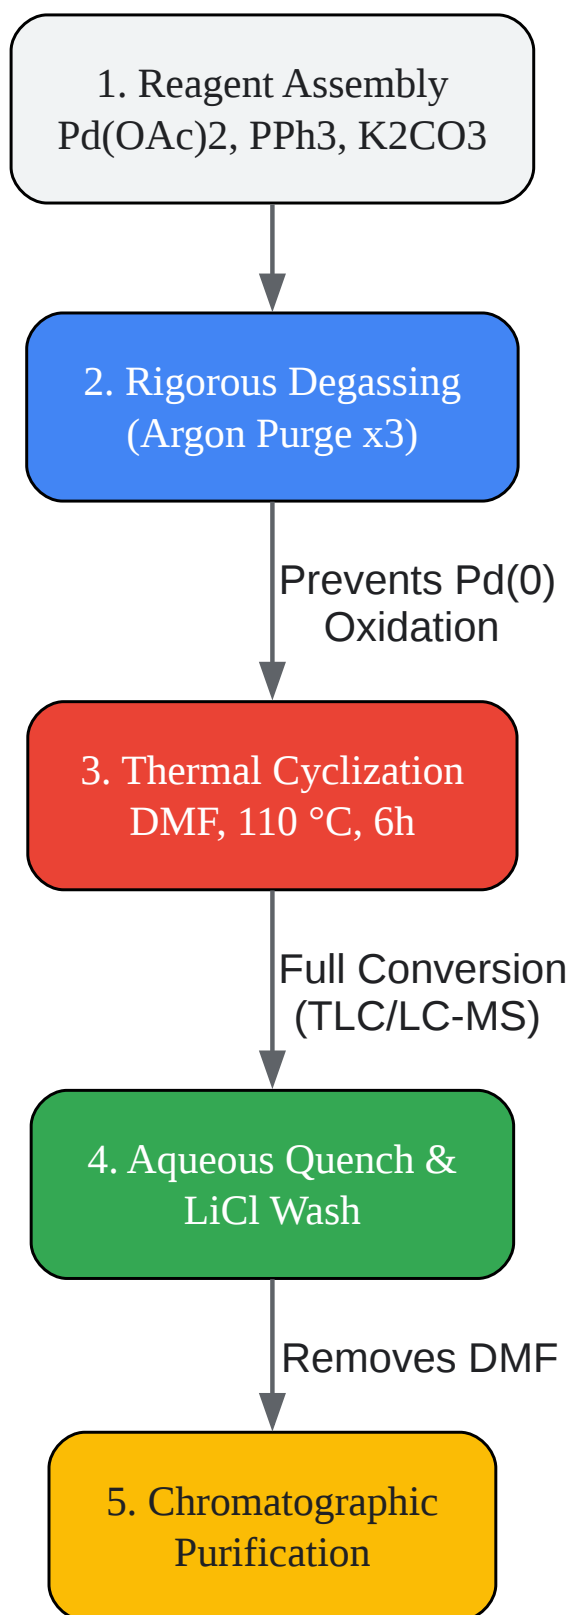 1. Reagent Assembly
Pd(OAc)2, PPh3, K2CO3
2. Rigorous Degassing
(Argon Purge x3)
Prevents Pd(0)
Oxidation
3. Thermal Cyclization
DMF, 110 °C, 6h
Full Conversion
(TLC/LC-MS)
4. Aqueous Quench &
LiCl Wash
Removes DMF
5. Chromatographic
Purification